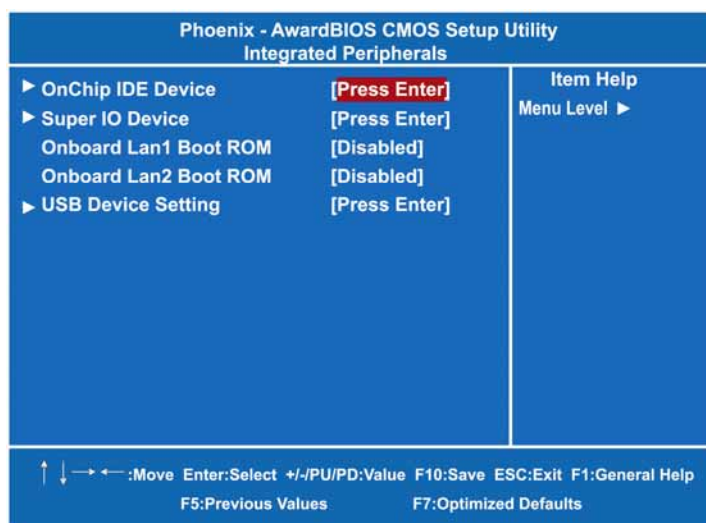 Phoenix - AwardBIOS CMOS Setup Utility
Integrated Peripherals
▶ OnChip IDE Device [Press Enter]
▶ Super IO Device [Press Enter]
Onboard Lan1 Boot ROM [Disabled]
Onboard Lan2 Boot ROM [Disabled]
▶ USB Device Setting [Press Enter]
Item Help
Menu Level ▶
↑ ↓ → ← :Move Enter:Select +/-/PU/PD:Value F10:Save ESC:Exit F1:General Help
F5:Previous Values F7:Optimized Defaults